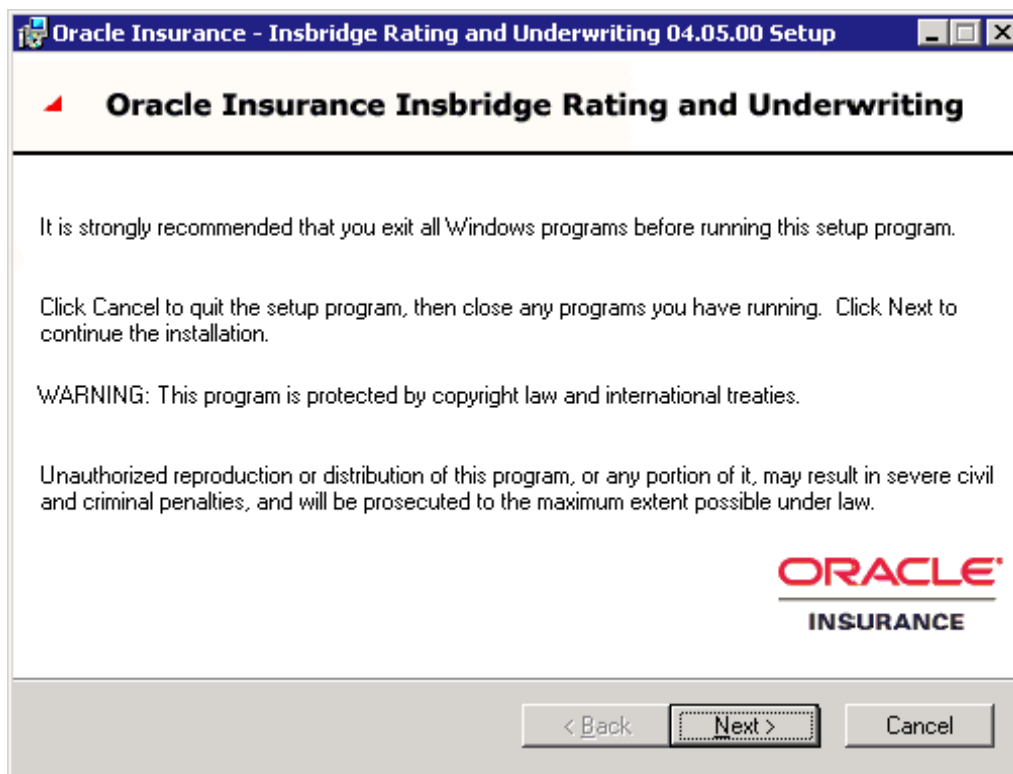 Oracle Insurance - Insbridge Rating and Underwriting 04.05.00 Setup
Oracle Insurance Insbridge Rating and Underwriting
It is strongly recommended that you exit all Windows programs before running this setup program.
Click Cancel to quit the setup program, then close any programs you have running.  Click Next to
continue the installation.
WARNING: This program is protected by copyright law and international treaties.
Unauthorized reproduction or distribution of this program, or any portion of it, may result in severe civil
and criminal penalties, and will be prosecuted to the maximum extent possible under law.
ORACLE
INSURANCE
< Back Next > Cancel